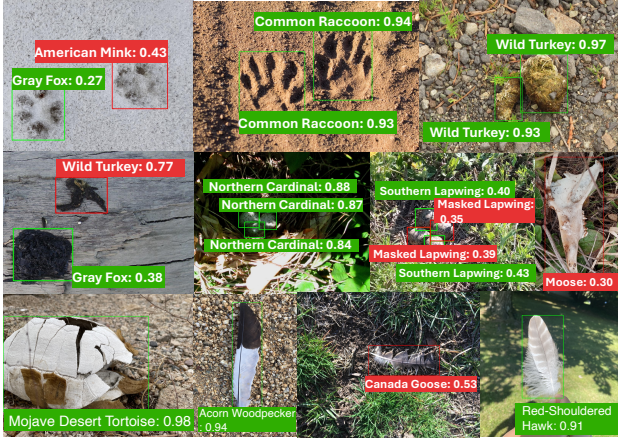 American Mink: 0.43
Gray Fox: 0.27
Common Raccoon: 0.94
Common Raccoon: 0.93
Wild Turkey: 0.97
Wild Turkey: 0.93
Wild Turkey: 0.77
Gray Fox: 0.38
Northern Cardinal: 0.88
Northern Cardinal: 0.87
Northern Cardinal: 0.84
Southern Lapwing: 0.40
Masked Lapwing:
0.35
Masked Lapwing: 0.39
Southern Lapwing: 0.43
Moose: 0.30
Mojave Desert Tortoise: 0.98
Acorn Woodpecker
: 0.94
Canada Goose: 0.53
Red-Shouldered
Hawk: 0.91